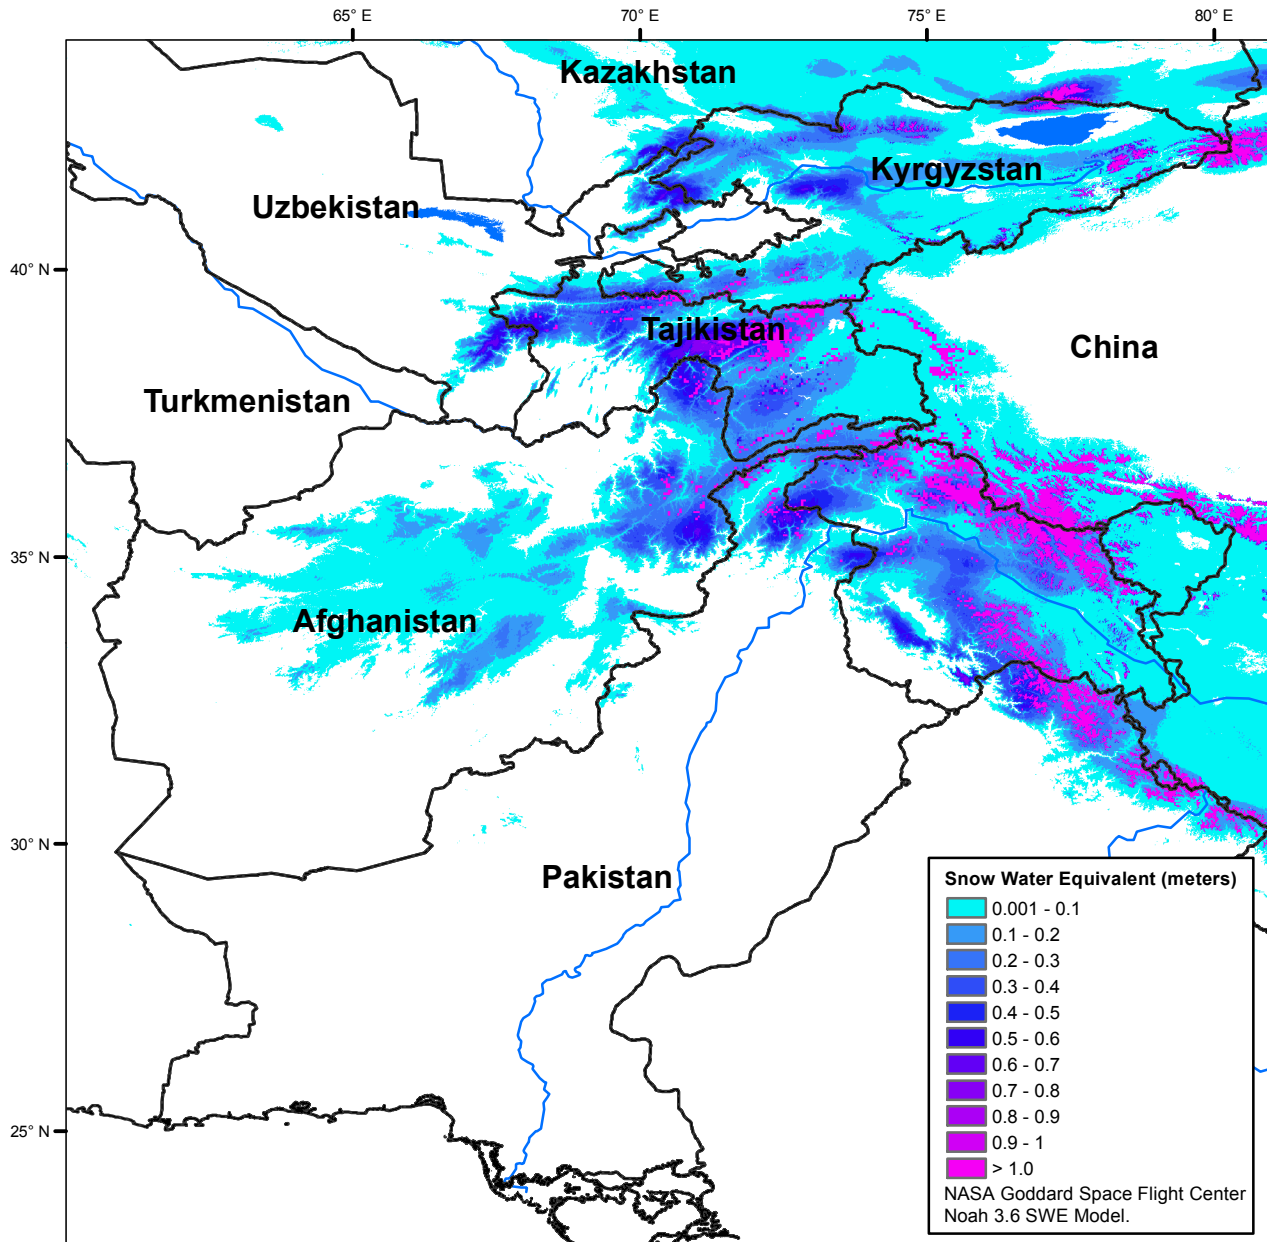 65° E
70° E
75° E
80° E
Kazakhstan
Kyrgyzstan
Uzbekistan
40° N
Tajikistan
China
Turkmenistan
35° N
Afghanistan
30° N
Pakistan
25° N
Snow Water Equivalent (meters)
0.001 - 0.1
0.1 - 0.2
0.2 - 0.3
0.3 - 0.4
0.4 - 0.5
0.5 - 0.6
0.6 - 0.7
0.7 - 0.8
0.8 - 0.9
0.9 - 1
> 1.0
NASA Goddard Space Flight Center
Noah 3.6 SWE Model.